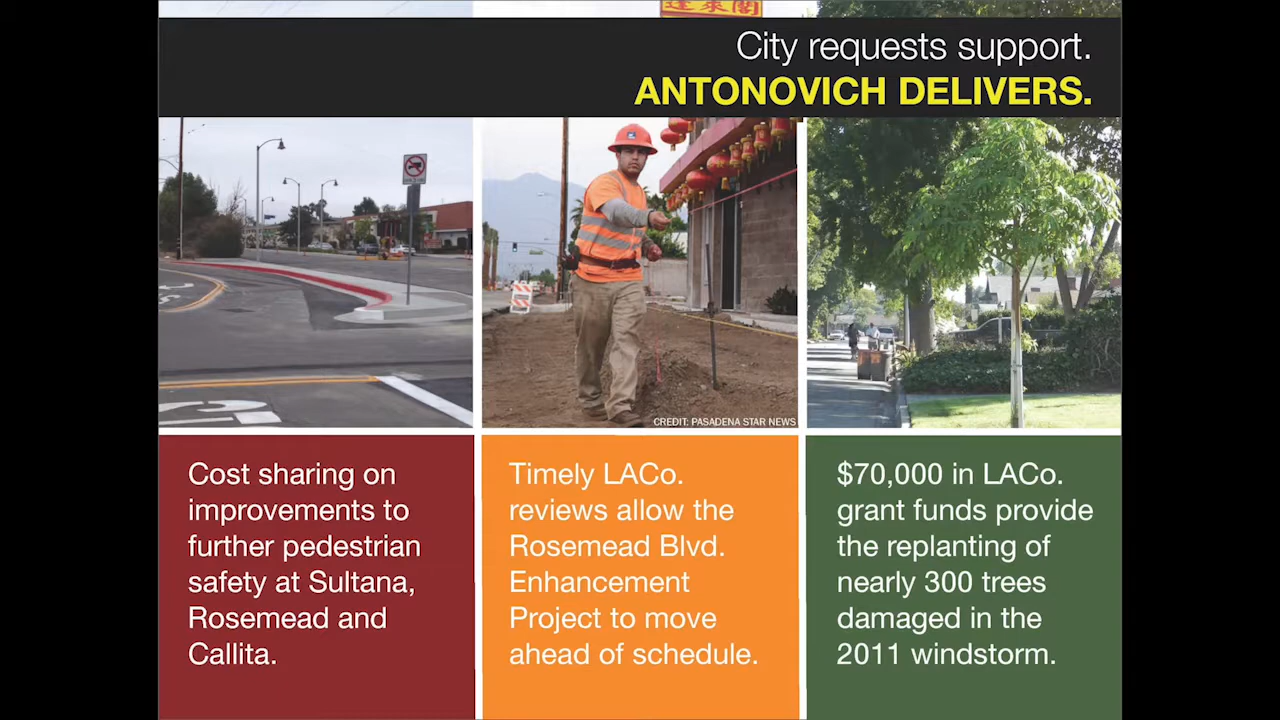 City requests support.
ANTONOVICH DELIVERS.
CREDIT: PASADENA STAR NEWS
Cost sharing on
improvements to
further pedestrian
safety at Sultana,
Rosemead and
Callita.
Timely LACo.
reviews allow the
Rosemead Blvd.
Enhancement
Project to move
ahead of schedule.
$70,000 in LACo.
grant funds provide
the replanting of
nearly 300 trees
damaged in the
2011 windstorm.